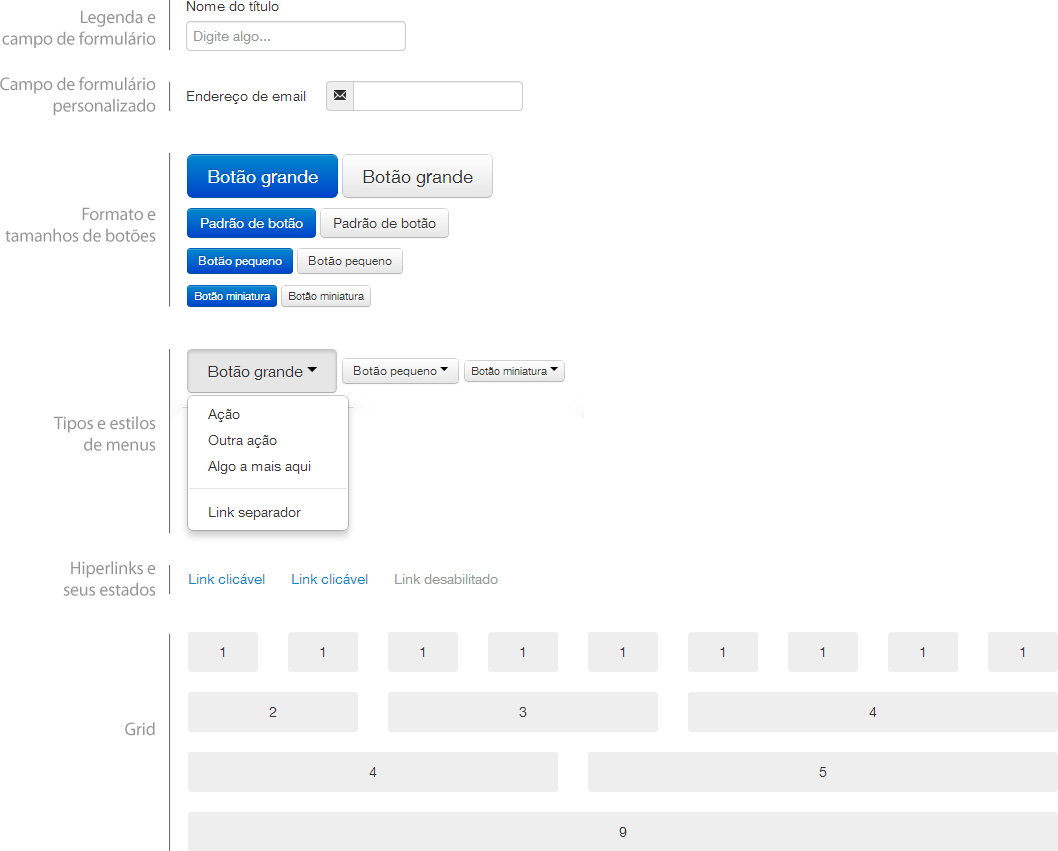 Legenda e
campo de formulário
Nome do título
Digite algo...
Campo de formulário
personalizado
Endereço de email
Formato e
tamanhos de botões
Botão grande Botão grande
Padrão de botão Padrão de botão
Botão pequeno Botão pequeno
Botão miniatura Botão miniatura
Tipos e estilos
de menus
Botão grande Botão pequeno Botão miniatura
Ação
Outra ação
Algo a mais aqui
Link separador
Hiperlinks e
seus estados
Link clicável Link clicável Link desabilitado
Grid
1 1 1 1 1 1 1 1 1
2 3 4
4 5
9